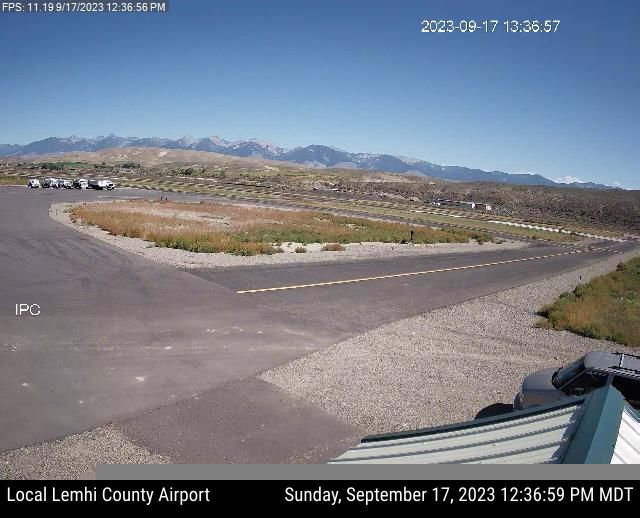 FPS: 11.19 9/17/2023 12:36:56 PM
2023-09-17 13:36:57
IPC
Local Lemhi County Airport Sunday, September 17, 2023 12:36:59 PM MDT